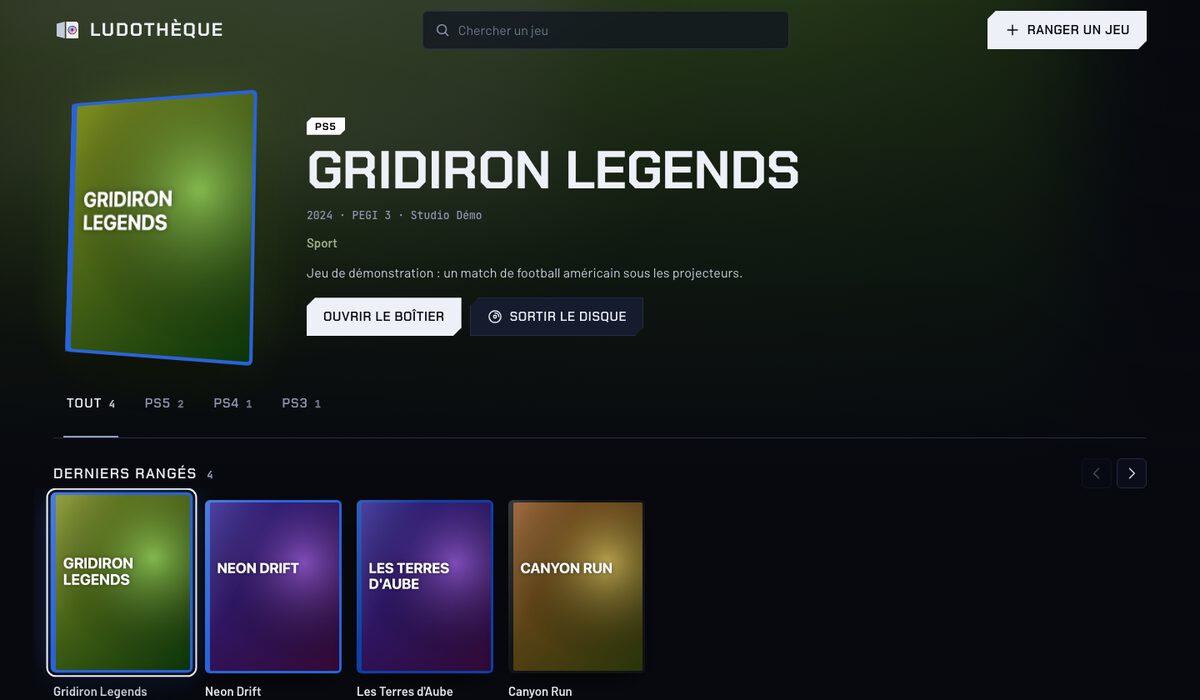 LUDOTHÈQUE
Chercher un jeu
RANGER UN JEU
GRIDIRON
LEGENDS
PS5
GRIDIRON LEGENDS
2024 · PEGI 3 · Studio Démo
Sport
Jeu de démonstration : un match de football américain sous les projecteurs.
OUVRIR LE BOÎTIER
SORTIR LE DISQUE
TOUT 4
PS5 2
PS4 1
PS3 1
DERNIERS RANGÉS 4
GRIDIRON
LEGENDS
NEON DRIFT
LES TERRES
D'AUBE
CANYON RUN
Gridiron Legends
Neon Drift
Les Terres d'Aube
Canyon Run